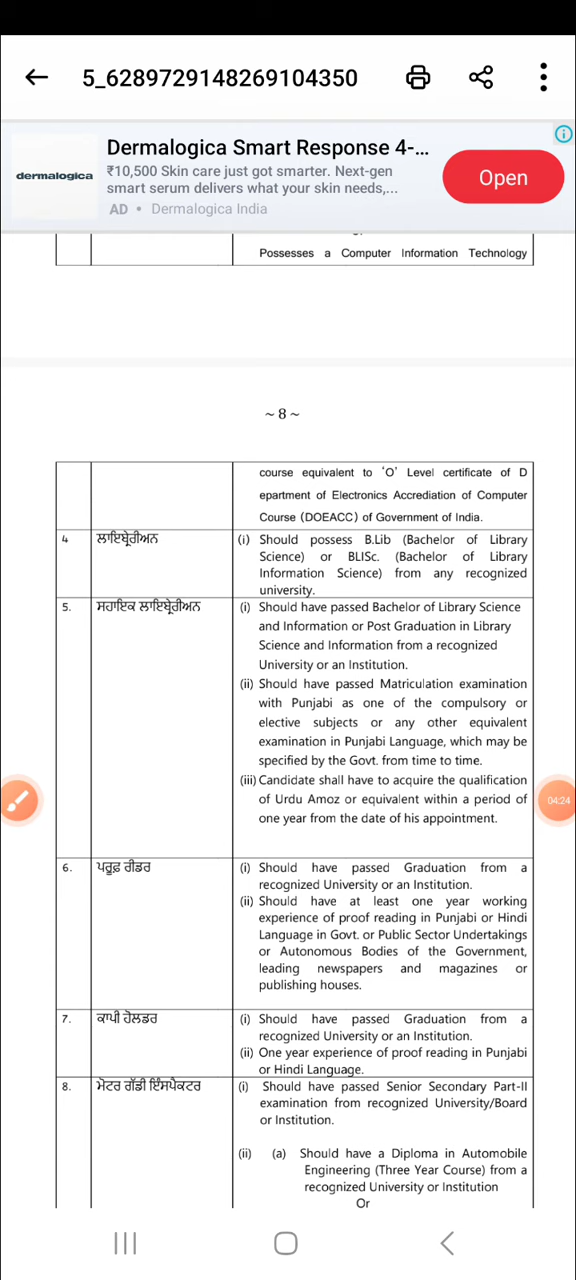 5_6289729148269104350
dermalogica
Dermalogica Smart Response 4-...
₹10,500 Skin care just got smarter. Next-gen
smart serum delivers what your skin needs,...
AD • Dermalogica India
Open
Possesses a Computer Information Technology
~ 8 ~
course equivalent to 'O' Level certificate of D
epartment of Electronics Accrediation of Computer
Course (DOEACC) of Government of India.
4 ਲਾਇਬ੍ਰੇਰੀਅਨ (i) Should possess B.Lib (Bachelor of Library
Science) or BLISc. (Bachelor of Library
Information Science) from any recognized
university.
5. ਸਹਾਇਕ ਲਾਇਬ੍ਰੇਰੀਅਨ (i) Should have passed Bachelor of Library Science
and Information or Post Graduation in Library
Science and Information from a recognized
University or an Institution.
(ii) Should have passed Matriculation examination
with Punjabi as one of the compulsory or
elective subjects or any other equivalent
examination in Punjabi Language, which may be
specified by the Govt. from time to time.
(iii) Candidate shall have to acquire the qualification
of Urdu Amoz or equivalent within a period of
one year from the date of his appointment.
04:24
6. ਪਰੂਫ਼ ਰੀਡਰ (i) Should have passed Graduation from a
recognized University or an Institution.
(ii) Should have at least one year working
experience of proof reading in Punjabi or Hindi
Language in Govt. or Public Sector Undertakings
or Autonomous Bodies of the Government,
leading newspapers and magazines or
publishing houses.
7. ਕਾਪੀ ਹੋਲਡਰ (i) Should have passed Graduation from a
recognized University or an Institution.
(ii) One year experience of proof reading in Punjabi
or Hindi Language.
8. ਮੋਟਰ ਗੱਡੀ ਇੰਸਪੈਕਟਰ (i) Should have passed Senior Secondary Part-II
examination from recognized University/Board
or Institution.
(ii) (a) Should have a Diploma in Automobile
Engineering (Three Year Course) from a
recognized University or Institution
Or